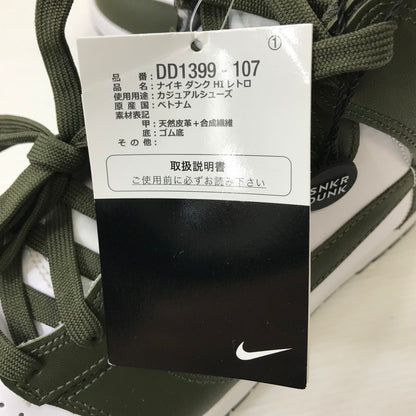 ①
品番: DD1399 - 107
品名: ナイキ ダンク HI レトロ
使用用途: カジュアルシューズ
原産国: ベトナム
素材表記
甲: 天然皮革+合成繊維
底: ゴム底
その他:
取扱説明書
ご使用前に必ずお読み下さい
SNKR
DUNK